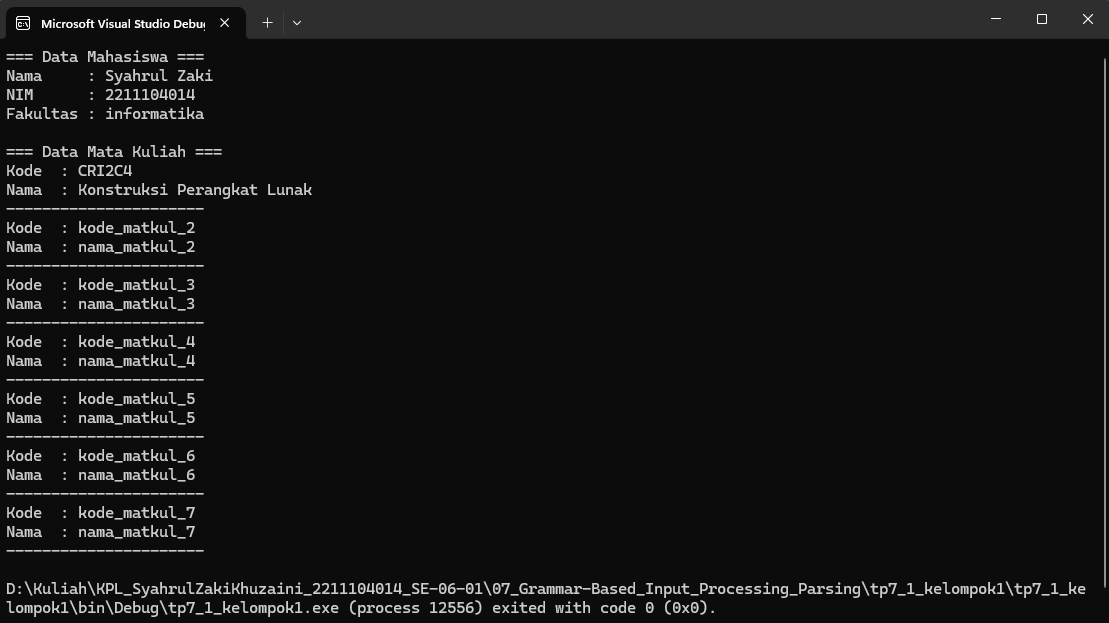 Microsoft Visual Studio Debug
=== Data Mahasiswa ===
Nama     : Syahrul Zaki
NIM      : 2211104014
Fakultas : informatika
=== Data Mata Kuliah ===
Kode  : CRI2C4
Nama  : Konstruksi Perangkat Lunak
----------------------
Kode  : kode_matkul_2
Nama  : nama_matkul_2
----------------------
Kode  : kode_matkul_3
Nama  : nama_matkul_3
----------------------
Kode  : kode_matkul_4
Nama  : nama_matkul_4
----------------------
Kode  : kode_matkul_5
Nama  : nama_matkul_5
----------------------
Kode  : kode_matkul_6
Nama  : nama_matkul_6
----------------------
Kode  : kode_matkul_7
Nama  : nama_matkul_7
----------------------
D:\Kuliah\KPL_SyahrulZakiKhuzaini_2211104014_SE-06-01\07_Grammar-Based_Input_Processing_Parsing\tp7_1_kelompok1\tp7_1_ke
lompok1\bin\Debug\tp7_1_kelompok1.exe (process 12556) exited with code 0 (0x0).